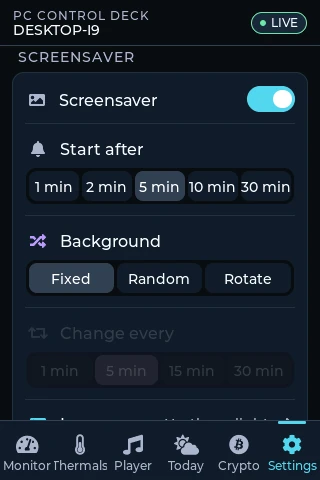 PC CONTROL DECK
DESKTOP-I9
LIVE
SCREENSAVER
Screensaver
Start after
1 min 2 min 5 min 10 min 30 min
Background
Fixed Random Rotate
Change every
1 min 5 min 15 min 30 min
Monitor Thermals Player Today Crypto Settings